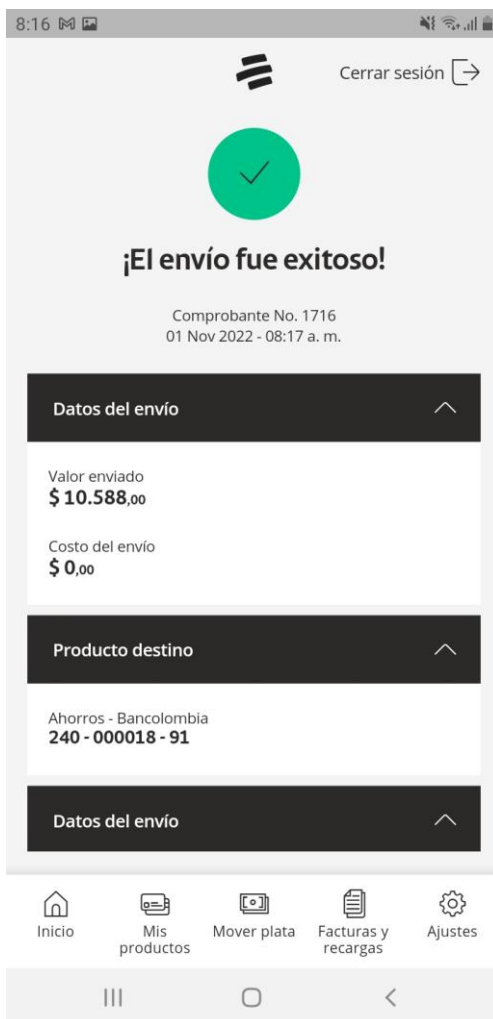 8:16
Cerrar sesión
¡El envío fue exitoso!
Comprobante No. 1716
01 Nov 2022 - 08:17 a. m.
Datos del envío
Valor enviado
$ 10.588,00
Costo del envío
$ 0,00
Producto destino
Ahorros - Bancolombia
240 - 000018 - 91
Datos del envío
Inicio
Mis
productos
Mover plata
Facturas y
recargas
Ajustes